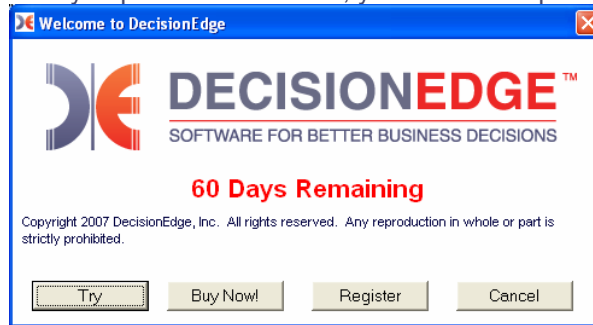 Welcome to DecisionEdge
DECISIONEDGE™
SOFTWARE FOR BETTER BUSINESS DECISIONS
60 Days Remaining
Copyright 2007 DecisionEdge, Inc. All rights reserved. Any reproduction in whole or part is
strictly prohibited.
Try
Buy Now!
Register
Cancel